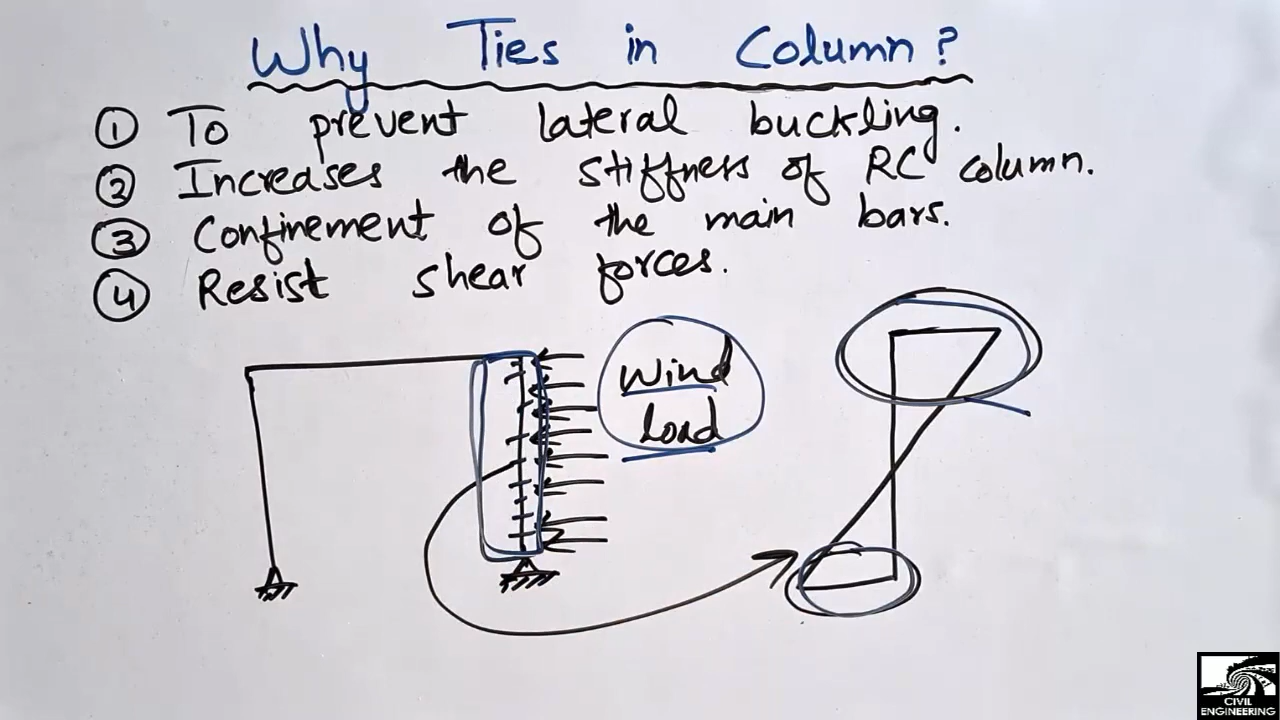 Why Ties in Column?
① To prevent lateral buckling.
② Increases the stiffness of RC column.
③ Confinement of the main bars.
④ Resist shear forces.
Wind
load
CIVIL
ENGINEERING